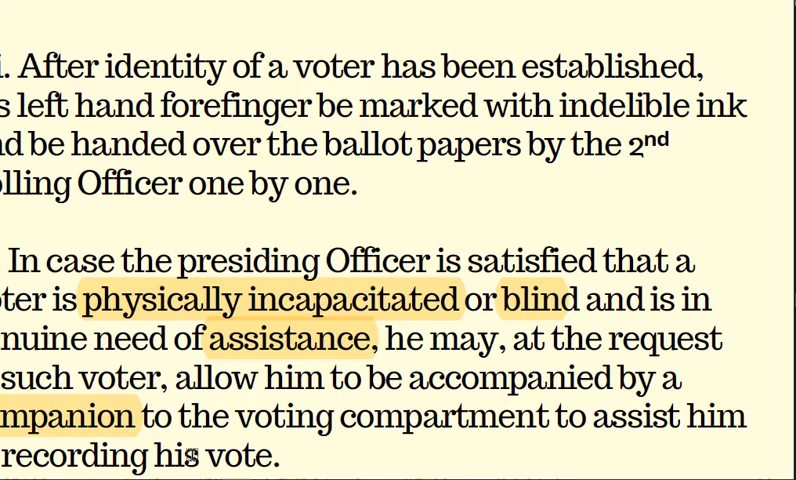 i. After identity of a voter has been established,
s left hand forefinger be marked with indelible ink
nd be handed over the ballot papers by the 2nd
olling Officer one by one.
. In case the presiding Officer is satisfied that a
oter is physically incapacitated or blind and is in
nuine need of assistance, he may, at the request
such voter, allow him to be accompanied by a
mpanion to the voting compartment to assist him
recording his vote.